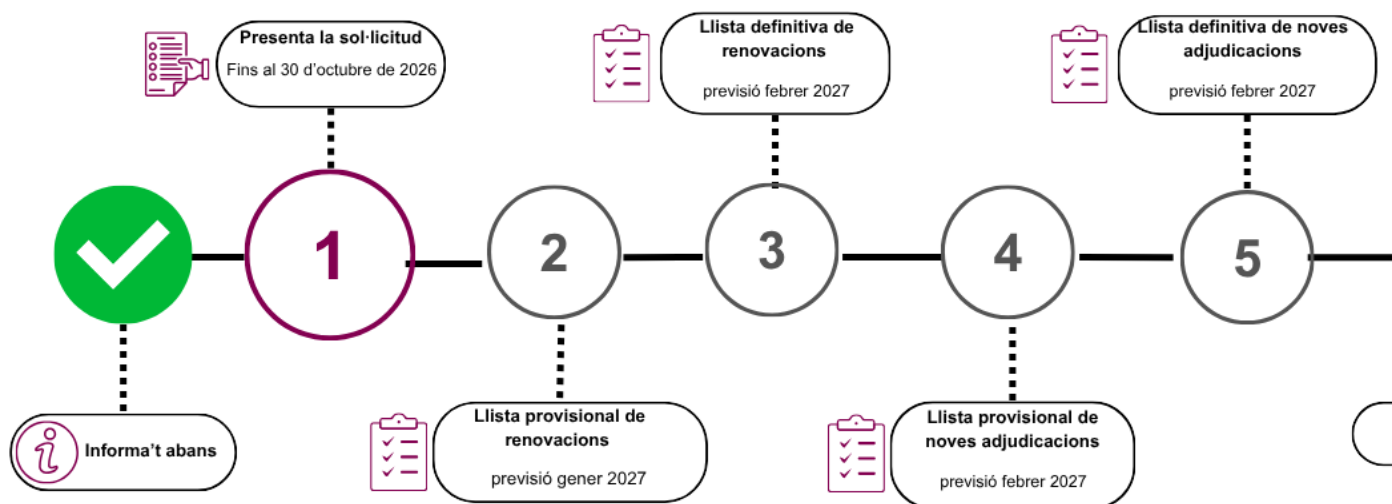 Presenta la sol·licitud
Fins al 30 d'octubre de 2026
Llista definitiva de
renovacions
previsió febrer 2027
Llista definitiva de noves
adjudicacions
previsió febrer 2027
1
2
3
4
5
i
Informa't abans
Llista provisional de
renovacions
previsió gener 2027
Llista provisional de
noves adjudicacions
previsió febrer 2027